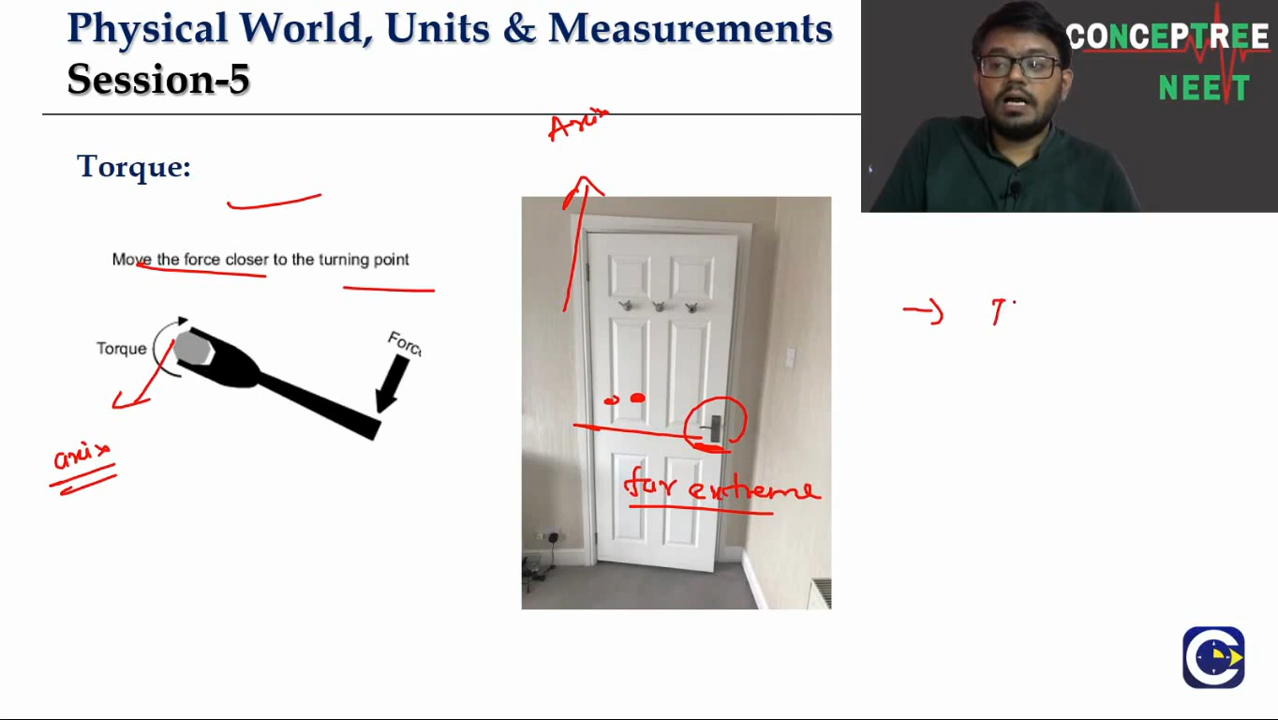 Physical World, Units & Measurements
Session-5
CONCEPTREE
NEET
Axis
Torque:
Move the force closer to the turning point
Torque
Force
axis
far extreme